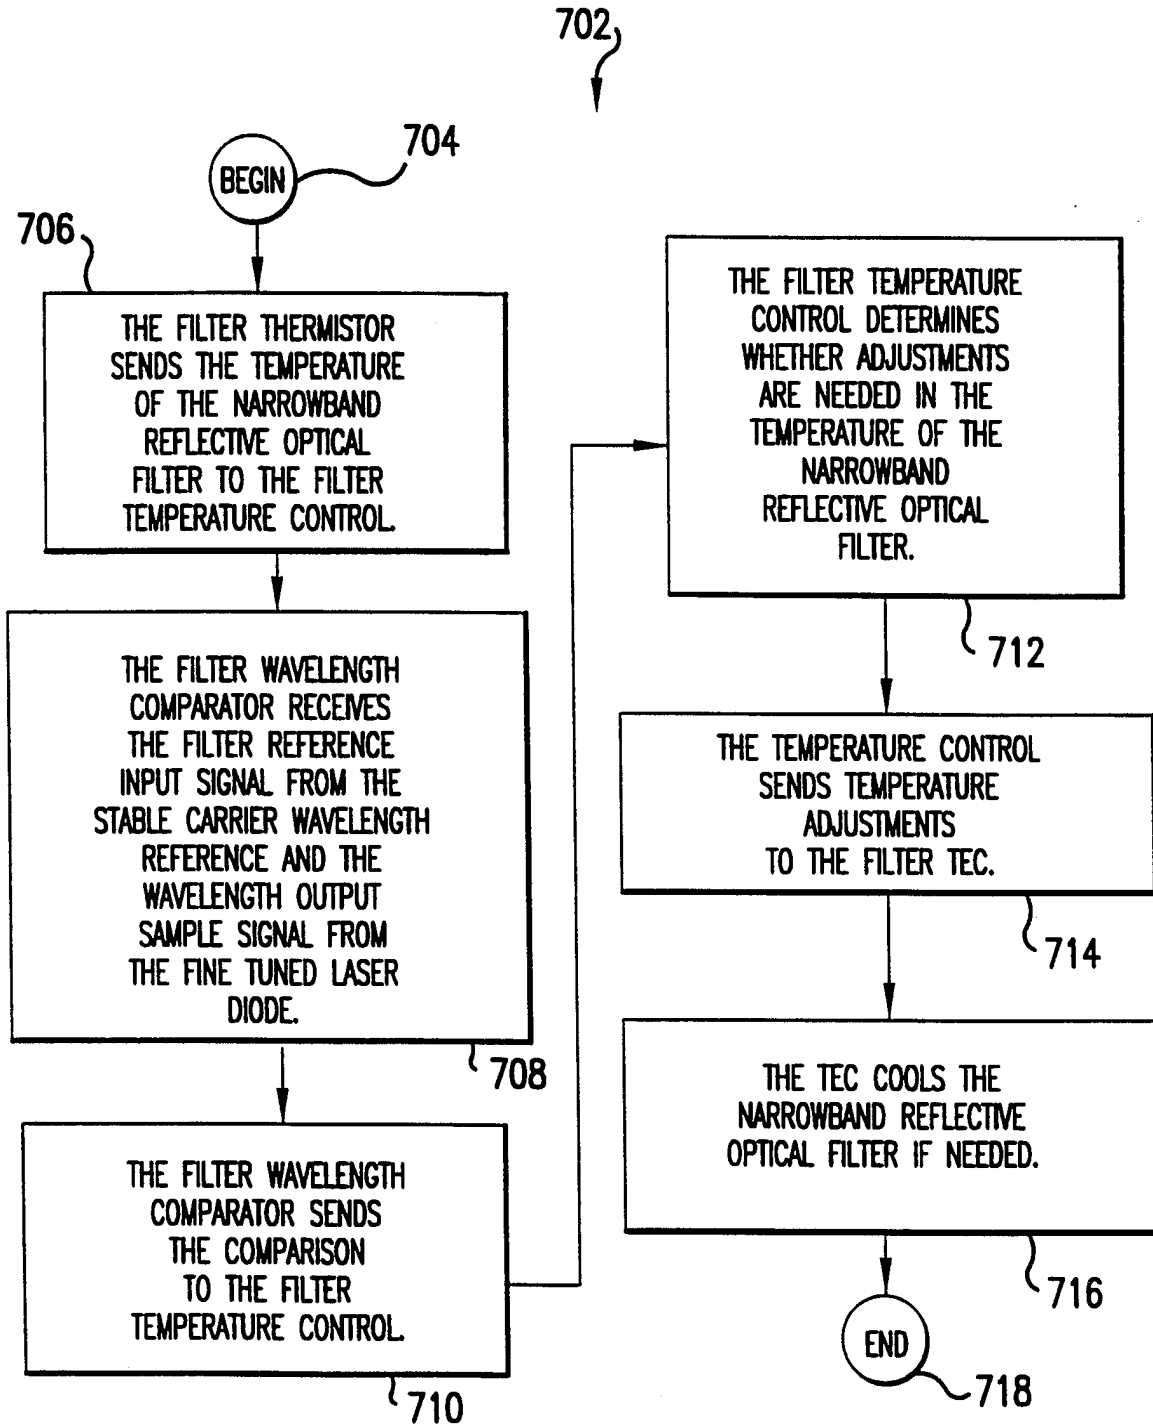 702
704
BEGIN
706
THE FILTER THERMISTOR
SENDS THE TEMPERATURE
OF THE NARROWBAND
REFLECTIVE OPTICAL
FILTER TO THE FILTER
TEMPERATURE CONTROL.
THE FILTER WAVELENGTH
COMPARATOR RECEIVES
THE FILTER REFERENCE
INPUT SIGNAL FROM THE
STABLE CARRIER WAVELENGTH
REFERENCE AND THE
WAVELENGTH OUTPUT
SAMPLE SIGNAL FROM
THE FINE TUNED LASER
DIODE.
708
THE FILTER WAVELENGTH
COMPARATOR SENDS
THE COMPARISON
TO THE FILTER
TEMPERATURE CONTROL.
710
THE FILTER TEMPERATURE
CONTROL DETERMINES
WHETHER ADJUSTMENTS
ARE NEEDED IN THE
TEMPERATURE OF THE
NARROWBAND
REFLECTIVE OPTICAL
FILTER.
712
THE TEMPERATURE CONTROL
SENDS TEMPERATURE
ADJUSTMENTS
TO THE FILTER TEC.
714
THE TEC COOLS THE
NARROWBAND REFLECTIVE
OPTICAL FILTER IF NEEDED.
716
END
718